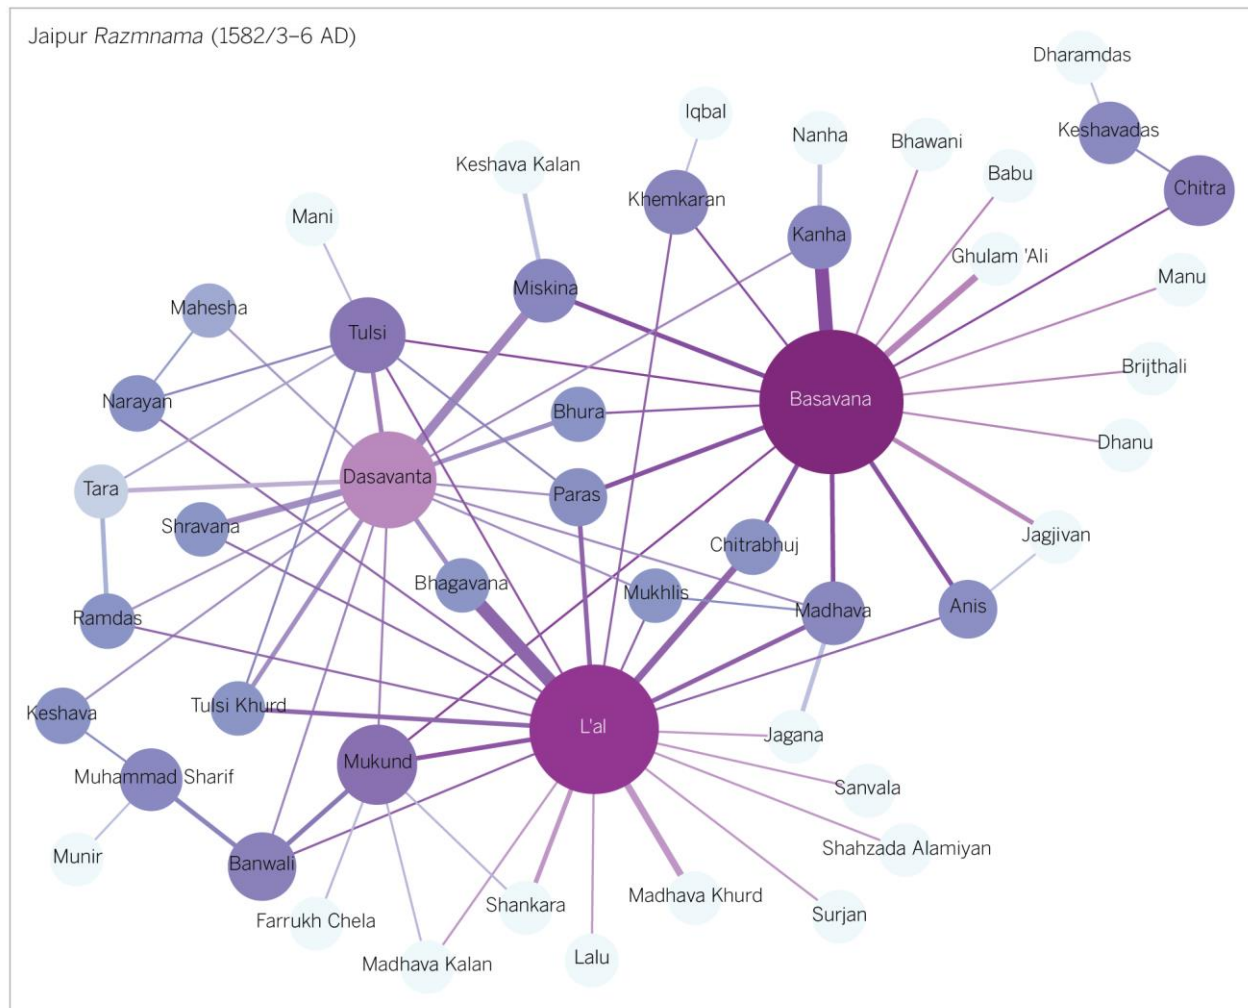 Jaipur Razmnama (1582/3–6 AD)
Dharamdas
Iqbal
Nanha
Bhawani
Keshavadas
Keshava Kalan
Babu
Khemkaran
Chitra
Mani
Kanha
Ghulam 'Ali
Manu
Miskina
Mahesha
Tulsi
Brijthali
Narayan
Basavana
Bhura
Dhanu
Dasavanta
Tara
Paras
Shravana
Chitrabhuj
Jagjivan
Bhagavana
Mukhlis
Madhava
Anis
Ramdas
Tulsi Khurd
Keshava
L'al
Jagana
Mukund
Muhammad Sharif
Sanvala
Munir
Banwali
Shahzada Alamiyan
Madhava Khurd
Shankara
Surjan
Farrukh Chela
Lalu
Madhava Kalan